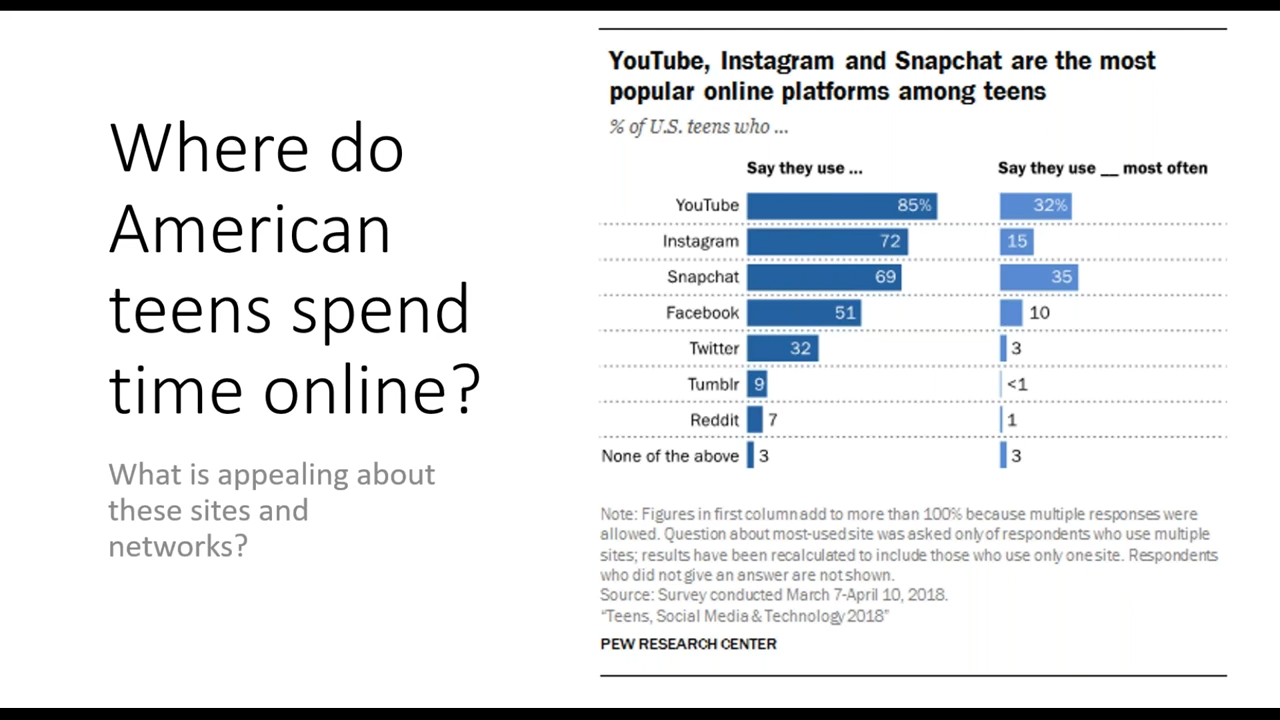 Where do
American
teens spend
time online?
What is appealing about
these sites and
networks?
YouTube, Instagram and Snapchat are the most
popular online platforms among teens
% of U.S. teens who ...
Say they use ... Say they use __ most often
YouTube 85% 32%
Instagram 72 15
Snapchat 69 35
Facebook 51 10
Twitter 32 3
Tumblr 9 <1
Reddit 7 1
None of the above 3 3
Note: Figures in first column add to more than 100% because multiple responses were
allowed. Question about most-used site was asked only of respondents who use multiple
sites; results have been recalculated to include those who use only one site. Respondents
who did not give an answer are not shown.
Source: Survey conducted March 7-April 10, 2018.
"Teens, Social Media & Technology 2018"
PEW RESEARCH CENTER